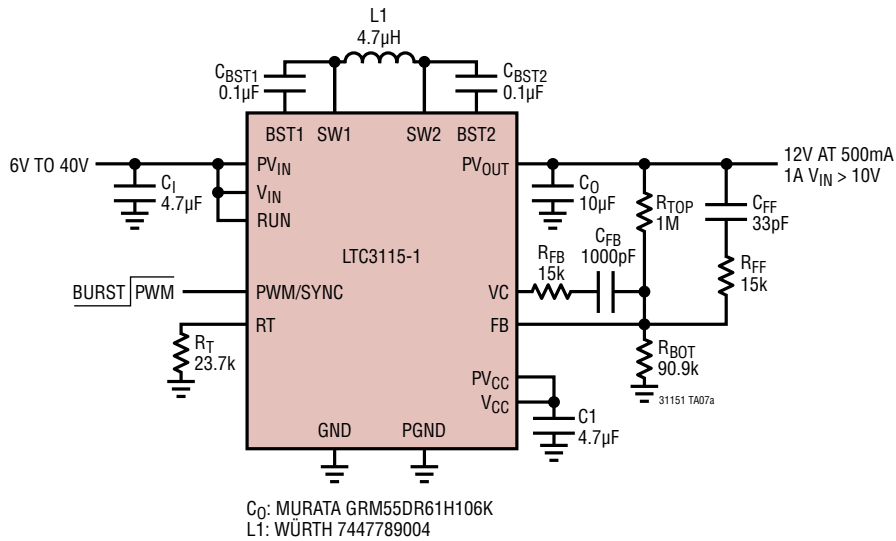 L1
4.7µH
CBST1
0.1µF
CBST2
0.1µF
BST1 SW1 SW2 BST2
6V TO 40V
PVIN
PVOUT
12V AT 500mA
1A VIN > 10V
CI
4.7µF
VIN
RUN
CO
10µF
RTOP
1M
CFF
33pF
LTC3115-1
RFB
15k
CFB
1000pF
RFF
15k
BURST PWM
PWM/SYNC
VC
RT
FB
RT
23.7k
RBOT
90.9k
PVCC
VCC
31151 TA07a
C1
4.7µF
GND PGND
CO: MURATA GRM55DR61H106K
L1: WÜRTH 7447789004